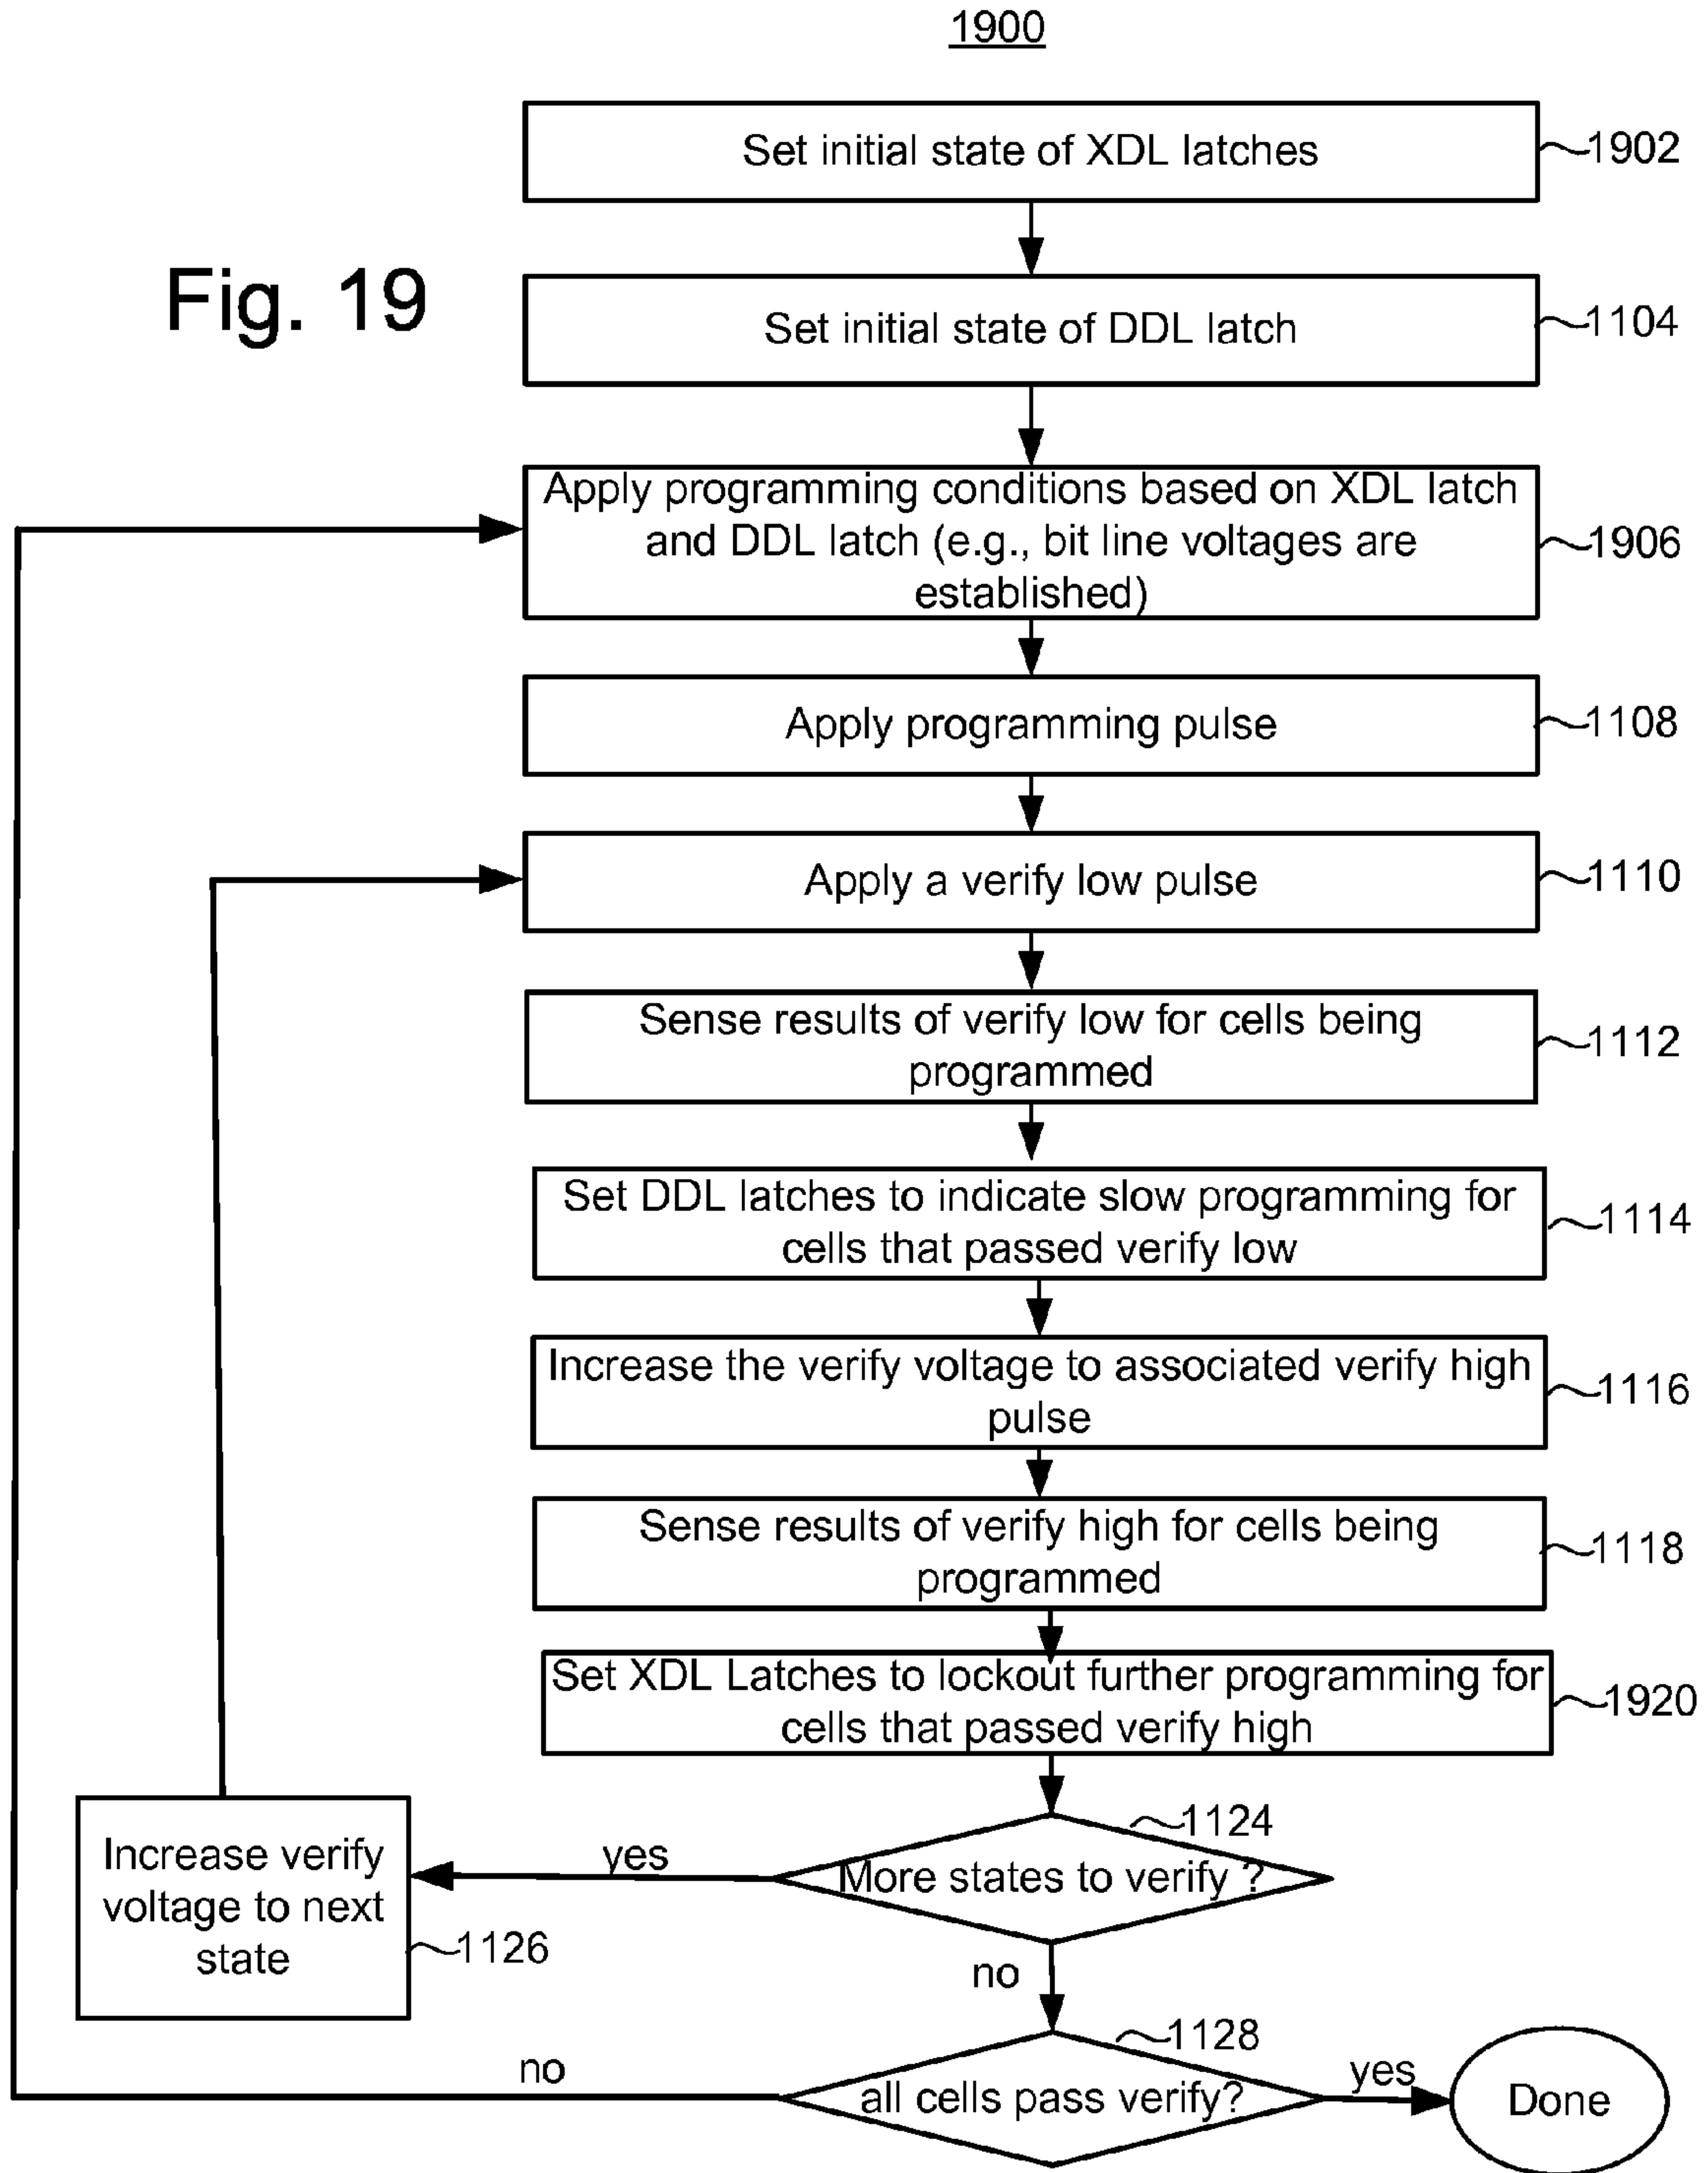 1900
Set initial state of XDL latches
1902
Fig. 19
Set initial state of DDL latch
1104
Apply programming conditions based on XDL latch
and DDL latch (e.g., bit line voltages are
established)
1906
Apply programming pulse
1108
Apply a verify low pulse
1110
Sense results of verify low for cells being
programmed
1112
Set DDL latches to indicate slow programming for
cells that passed verify low
1114
Increase the verify voltage to associated verify high
pulse
1116
Sense results of verify high for cells being
programmed
1118
Set XDL Latches to lockout further programming for
cells that passed verify high
1920
1124
More states to verify ?
yes
Increase verify
voltage to next
state
1126
no
1128
all cells pass verify?
no
yes
Done